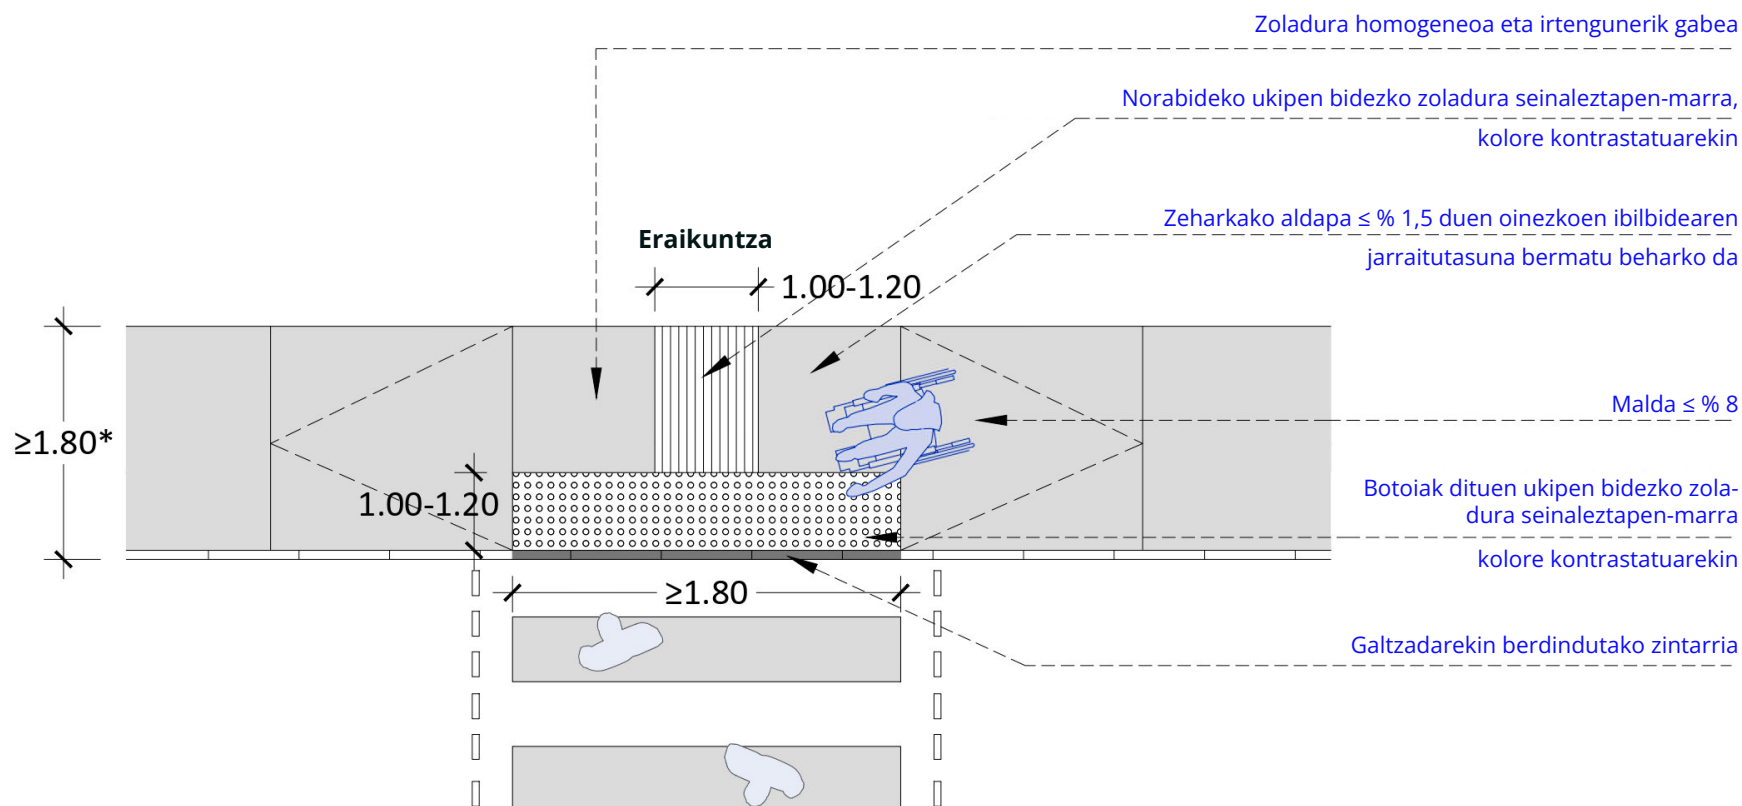 Zoladura homogeneoa eta irtengunerik gabea
Norabideko ukipen bidezko zoladura seinaleztapen-marra,
kolore kontrastatuarekin
Zeharkako aldapa ≤ % 1,5 duen oinezkoen ibilbidearen
jarraitutasuna bermatu beharko da
Eraikuntza
1.00-1.20
Malda ≤ % 8
≥1.80*
1.00-1.20
Botoiak dituen ukipen bidezko zola-
dura seinaleztapen-marra
kolore kontrastatuarekin
≥1.80
Galtzadarekin berdindutako zintarria